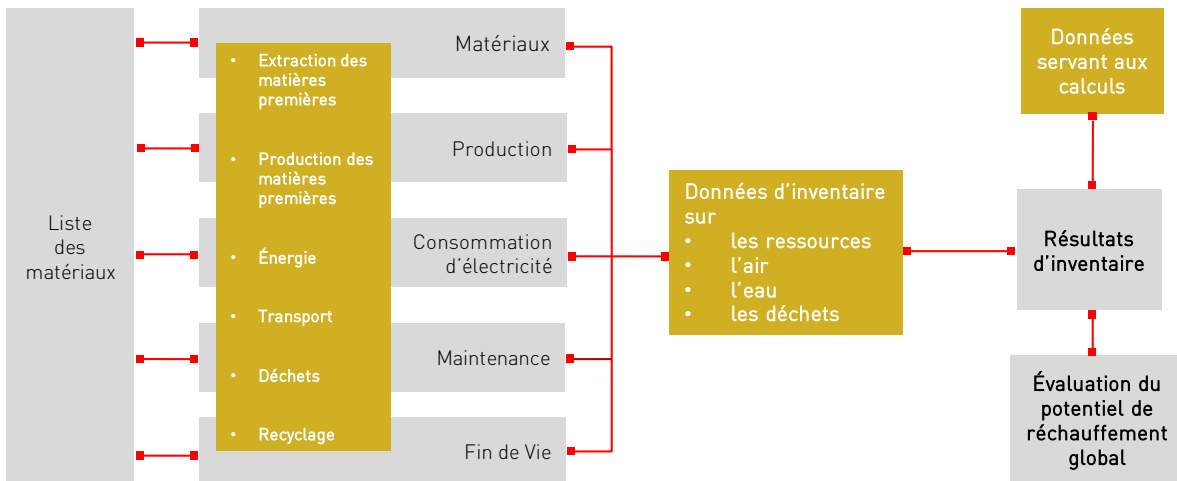 Liste
des
matériaux
Matériaux
Production
Consommation
d'électricité
Maintenance
Fin de Vie
• Extraction des
matières
premières
• Production des
matières
premières
• Énergie
• Transport
• Déchets
• Recyclage
Données d'inventaire
sur
• les ressources
• l'air
• l'eau
• les déchets
Données
servant aux
calculs
Résultats
d'inventaire
Évaluation du
potentiel de
réchauffement
global